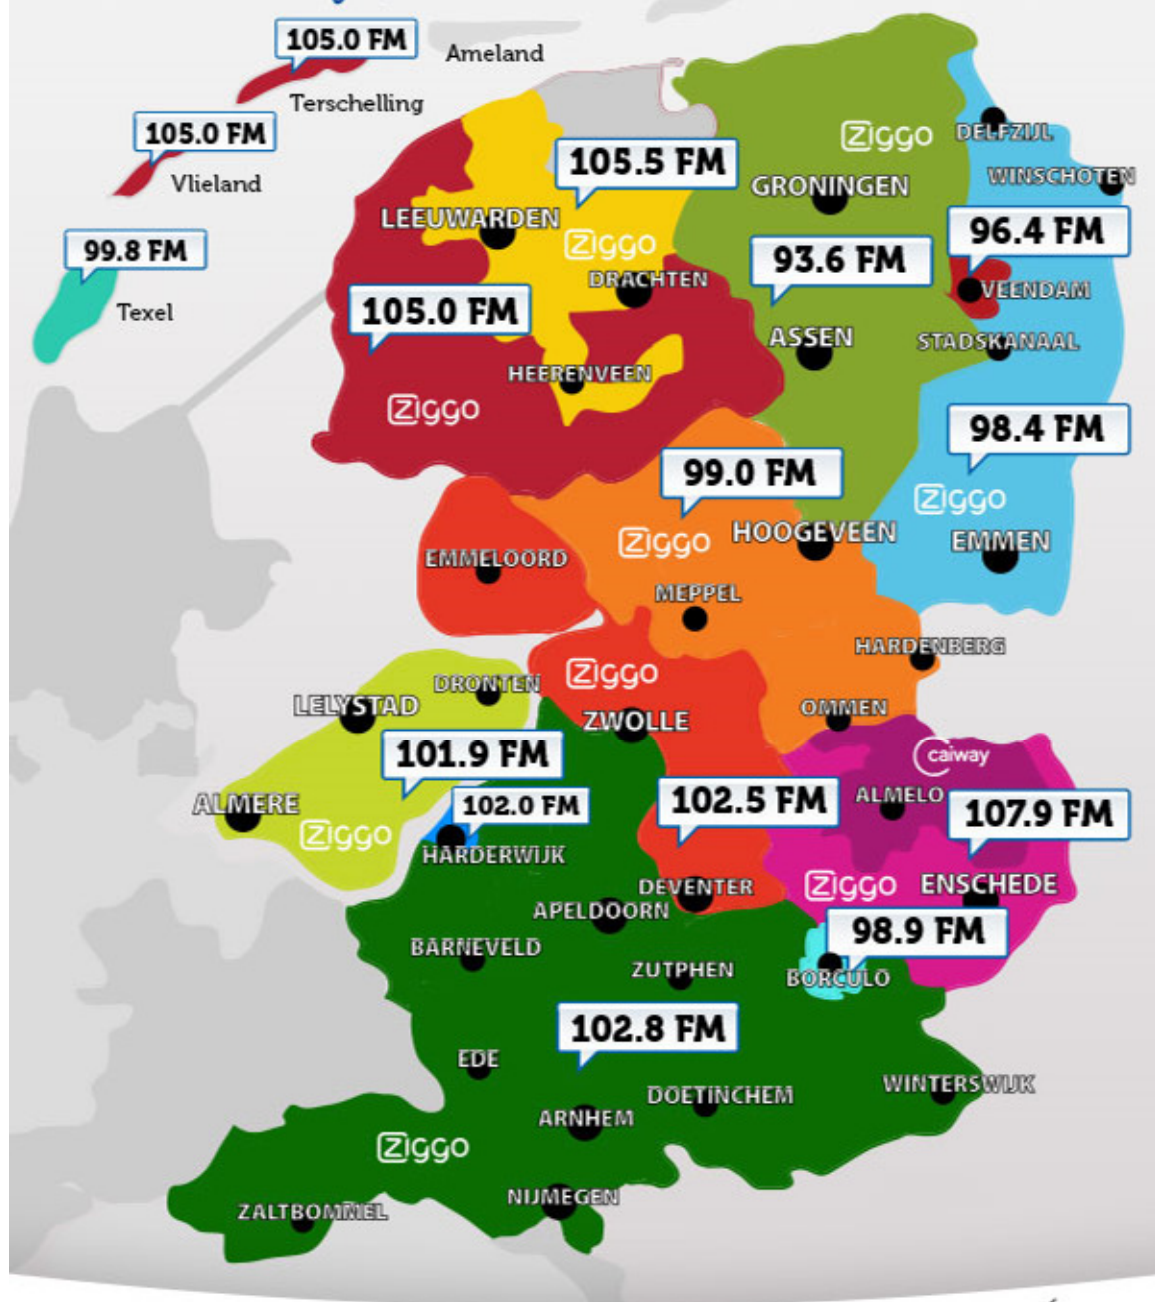 105.0 FM
Ameland
Terschelling
105.0 FM
Vlieland
99.8 FM
Texel
ZIGGO
DELFZIJL
WINSCHOTEN
105.5 FM
GRONINGEN
LEEUWARDEN
ZIGGO
96.4 FM
93.6 FM
DRACHTEN
VEENDAM
105.0 FM
ASSEN
STADSKANAAL
HEERENVEEN
ZIGGO
98.4 FM
99.0 FM
ZIGGO
HOOGEVEEN
ZIGGO
EMMEN
EMMELOORD
MEPPEL
HARDENBERG
ZIGGO
DRONTEN
LELYSTAD
ZWOLLE
OMMEN
101.9 FM
caiway
ALMERE
102.0 FM
102.5 FM
ALMELO
107.9 FM
ZIGGO
HARDERWIJK
DEVENTER
ZIGGO
ENSCHEDE
APELDOORN
98.9 FM
BARNEVELD
ZUTPHEN
BORCULO
102.8 FM
EDE
DOETINCHEM
WINTERSWIJK
ARNHEM
ZIGGO
NIJMEGEN
ZALTBOMMEL